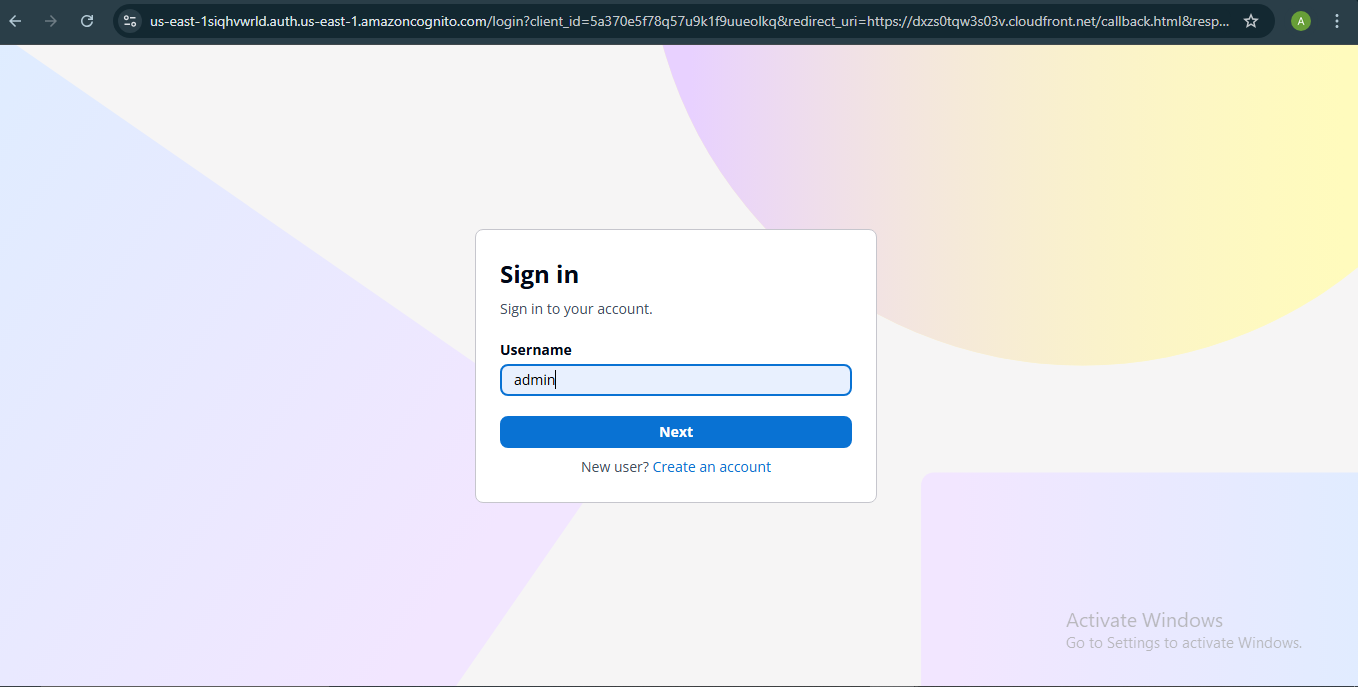 us-east-1siqhvwrld.auth.us-east-1.amazoncognito.com/login?client_id=5a370e5f78q57u9k1f9uueolkq&redirect_uri=https://dxzs0tqw3s03v.cloudfront.net/callback.html&resp...
A
Sign in
Sign in to your account.
Username
admin
Next
New user? Create an account
Activate Windows
Go to Settings to activate Windows.